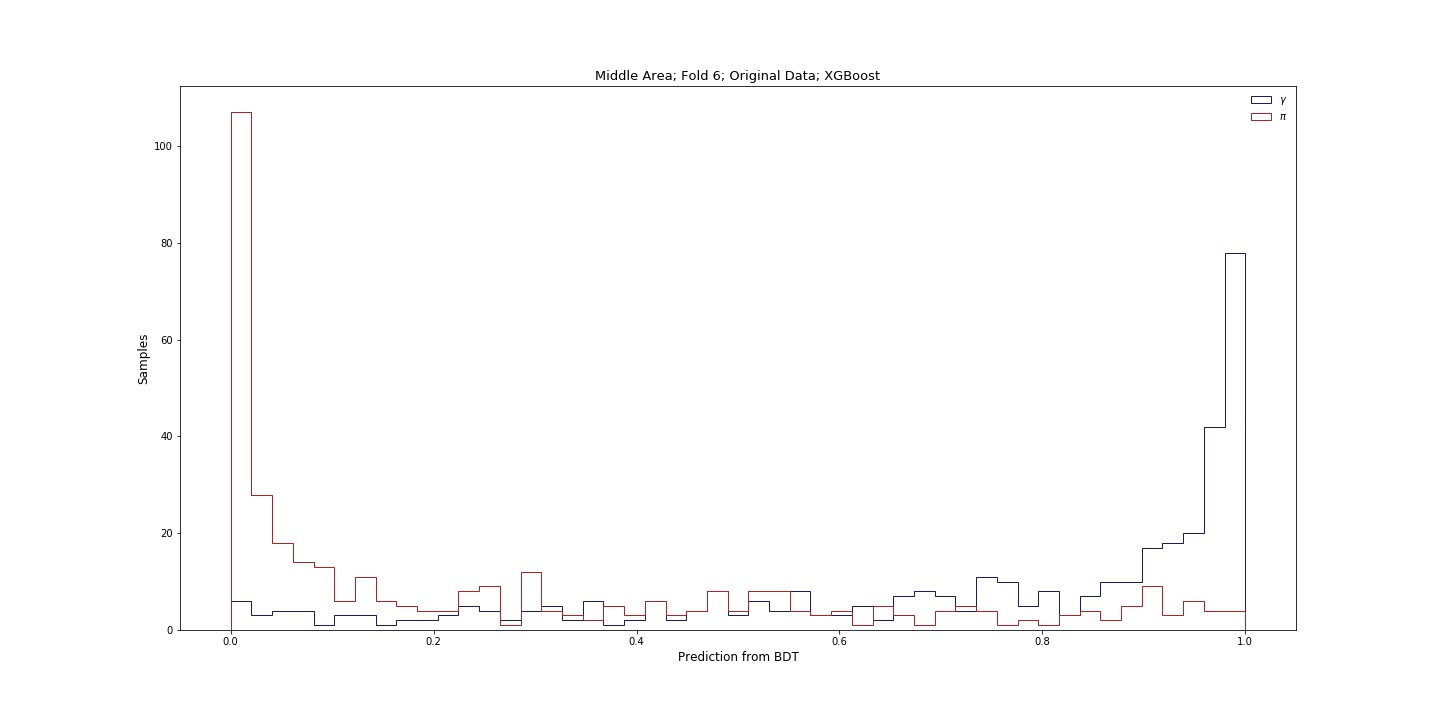 Middle Area; Fold 6; Original Data; XGBoost
γ
π
100
80
60
40
20
0
Samples
0.0 0.2 0.4 0.6 0.8 1.0
Prediction from BDT